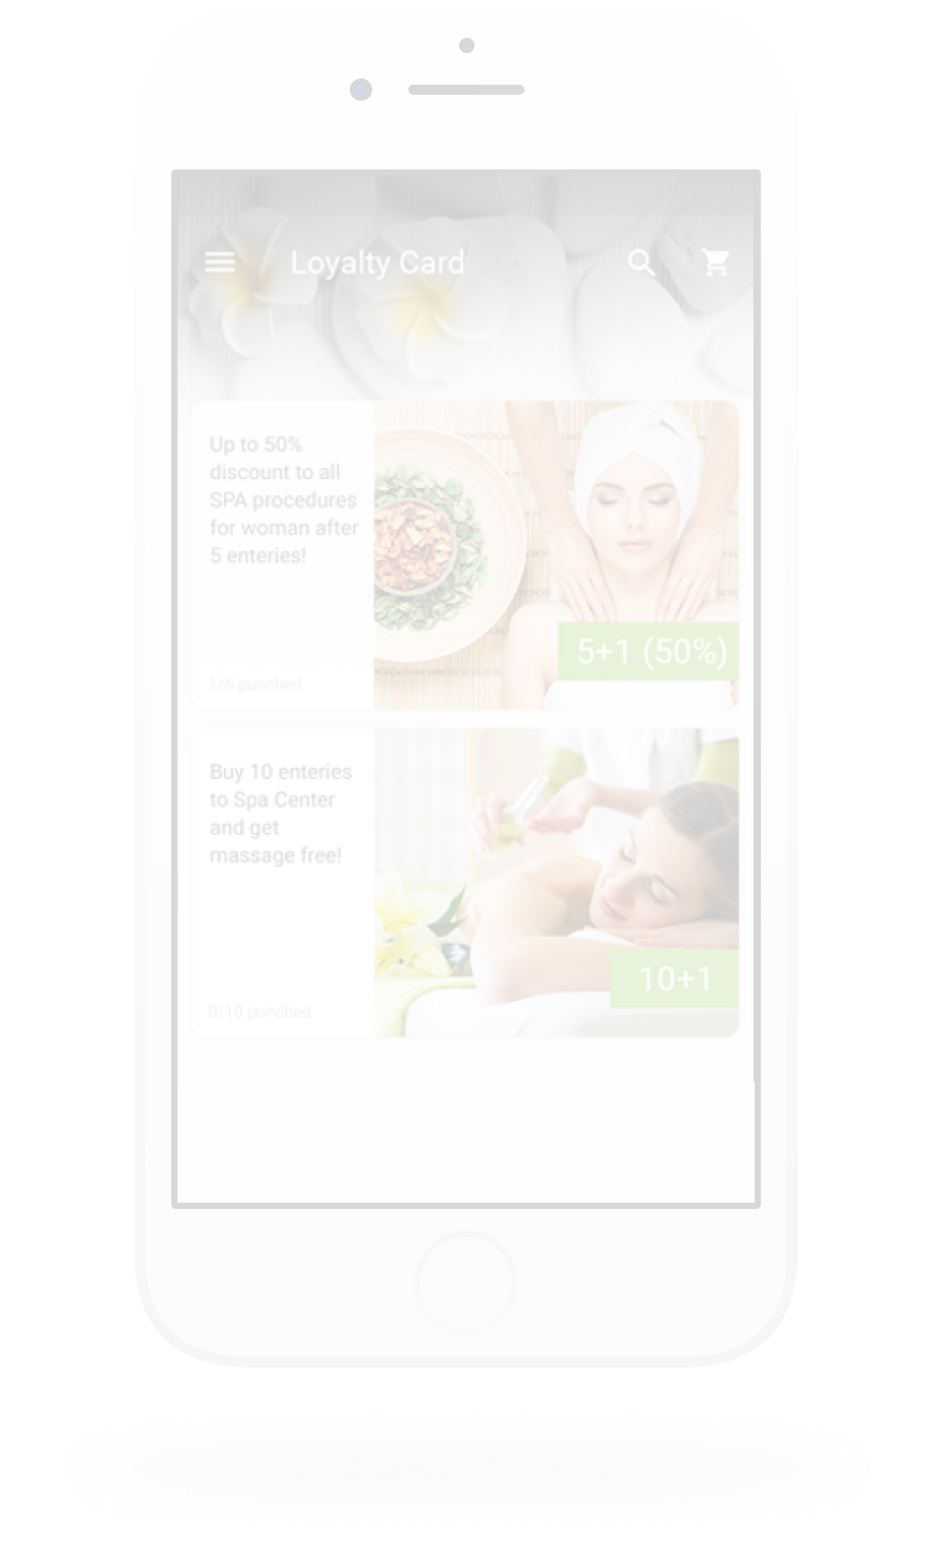 Loyalty Card
Up to 50%
discount to all
SPA procedures
for woman after
5 enteries!
1/5 punched
5+1 (50%)
Buy 10 enteries
to Spa Center
and get
massage free!
0/10 punched
10+1